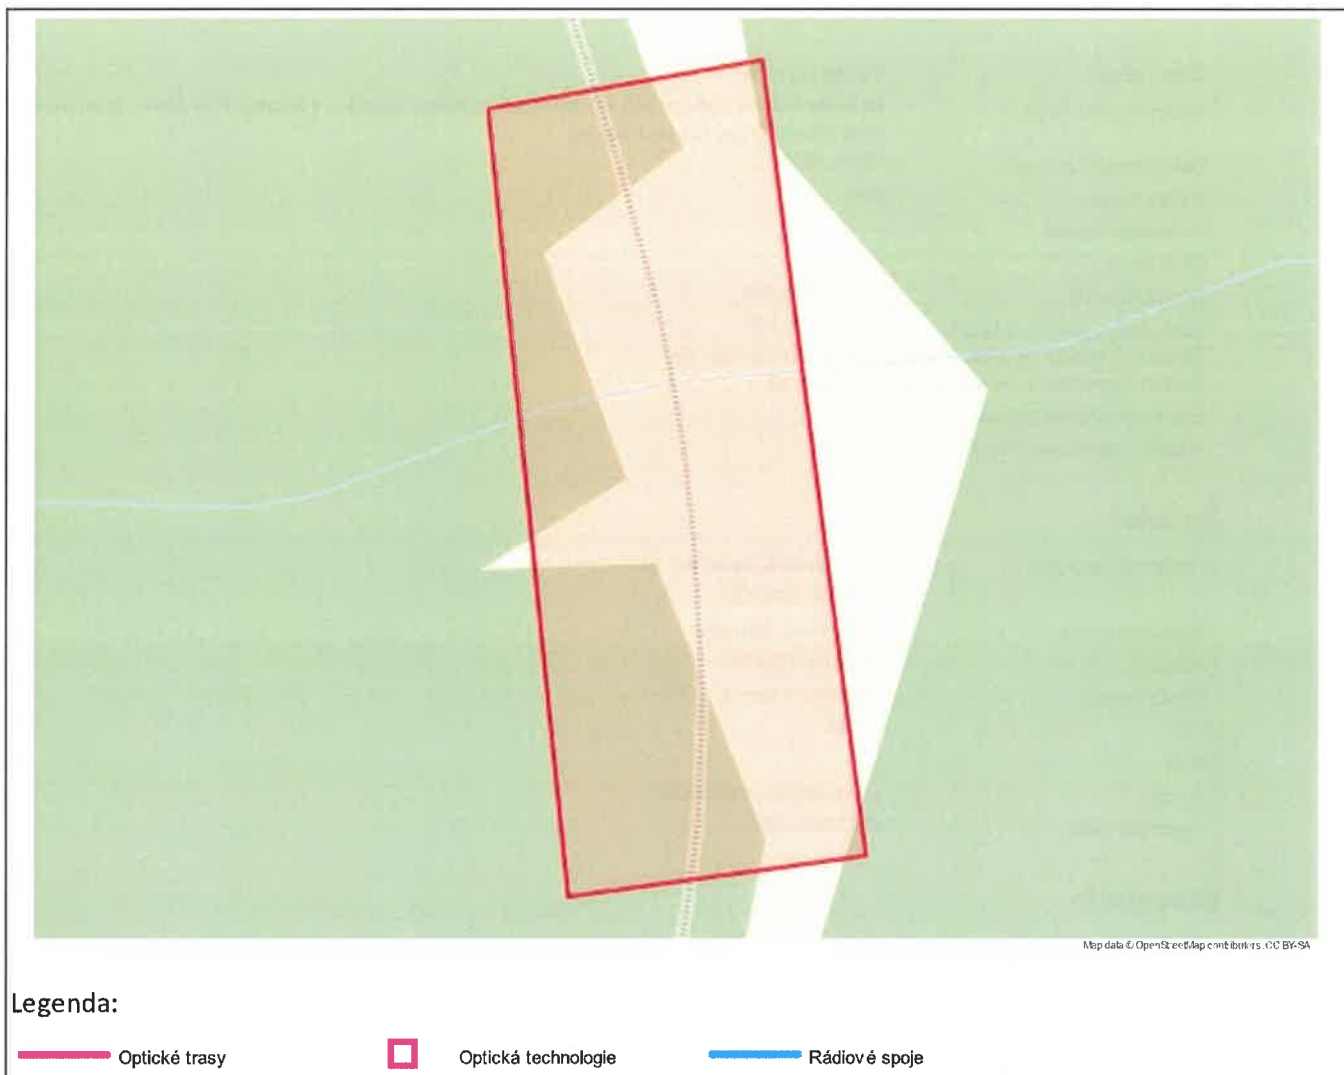 Map data © OpenStreetMap contributors, CC BY-SA
Legenda:
Optické trasy
Optická technologie
Rádiové spoje